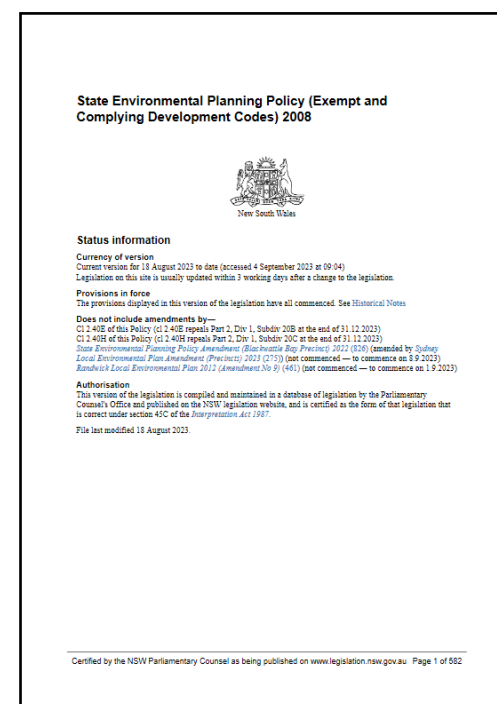 State Environmental Planning Policy (Exempt and
Complying Development Codes) 2008
New South Wales
Status information
Currency of version
Current version for 18 August 2023 to date (accessed 4 September 2023 at 09:04)
Legislation on this site is usually updated within 3 working days after a change to the legislation.
Provisions in force
The provisions displayed in this version of the legislation have all commenced. See Historical Notes
Does not include amendments by—
Cl 2.40E of this Policy (cl 2.40E repeals Part 2, Div 1, Subdiv 20B at the end of 31.12.2023)
Cl 2.40H of this Policy (cl 2.40H repeals Part 2, Div 1, Subdiv 20C at the end of 31.12.2023)
State Environmental Planning Policy Amendment (Blackwattle Bay Precinct) 2022 (826) (amended by Sydney
Local Environmental Plan Amendment (Precincts) 2023 (275)) (not commenced — to commence on 8.9.2023)
Randwick Local Environmental Plan 2012 (Amendment No 9) (461) (not commenced — to commence on 1.9.2023)
Authorisation
This version of the legislation is compiled and maintained in a database of legislation by the Parliamentary
Counsel's Office and published on the NSW legislation website, and is certified as the form of that legislation that
is correct under section 45C of the Interpretation Act 1987.
File last modified 18 August 2023.
Certified by the NSW Parliamentary Counsel as being published on www.legislation.nsw.gov.au Page 1 of 582